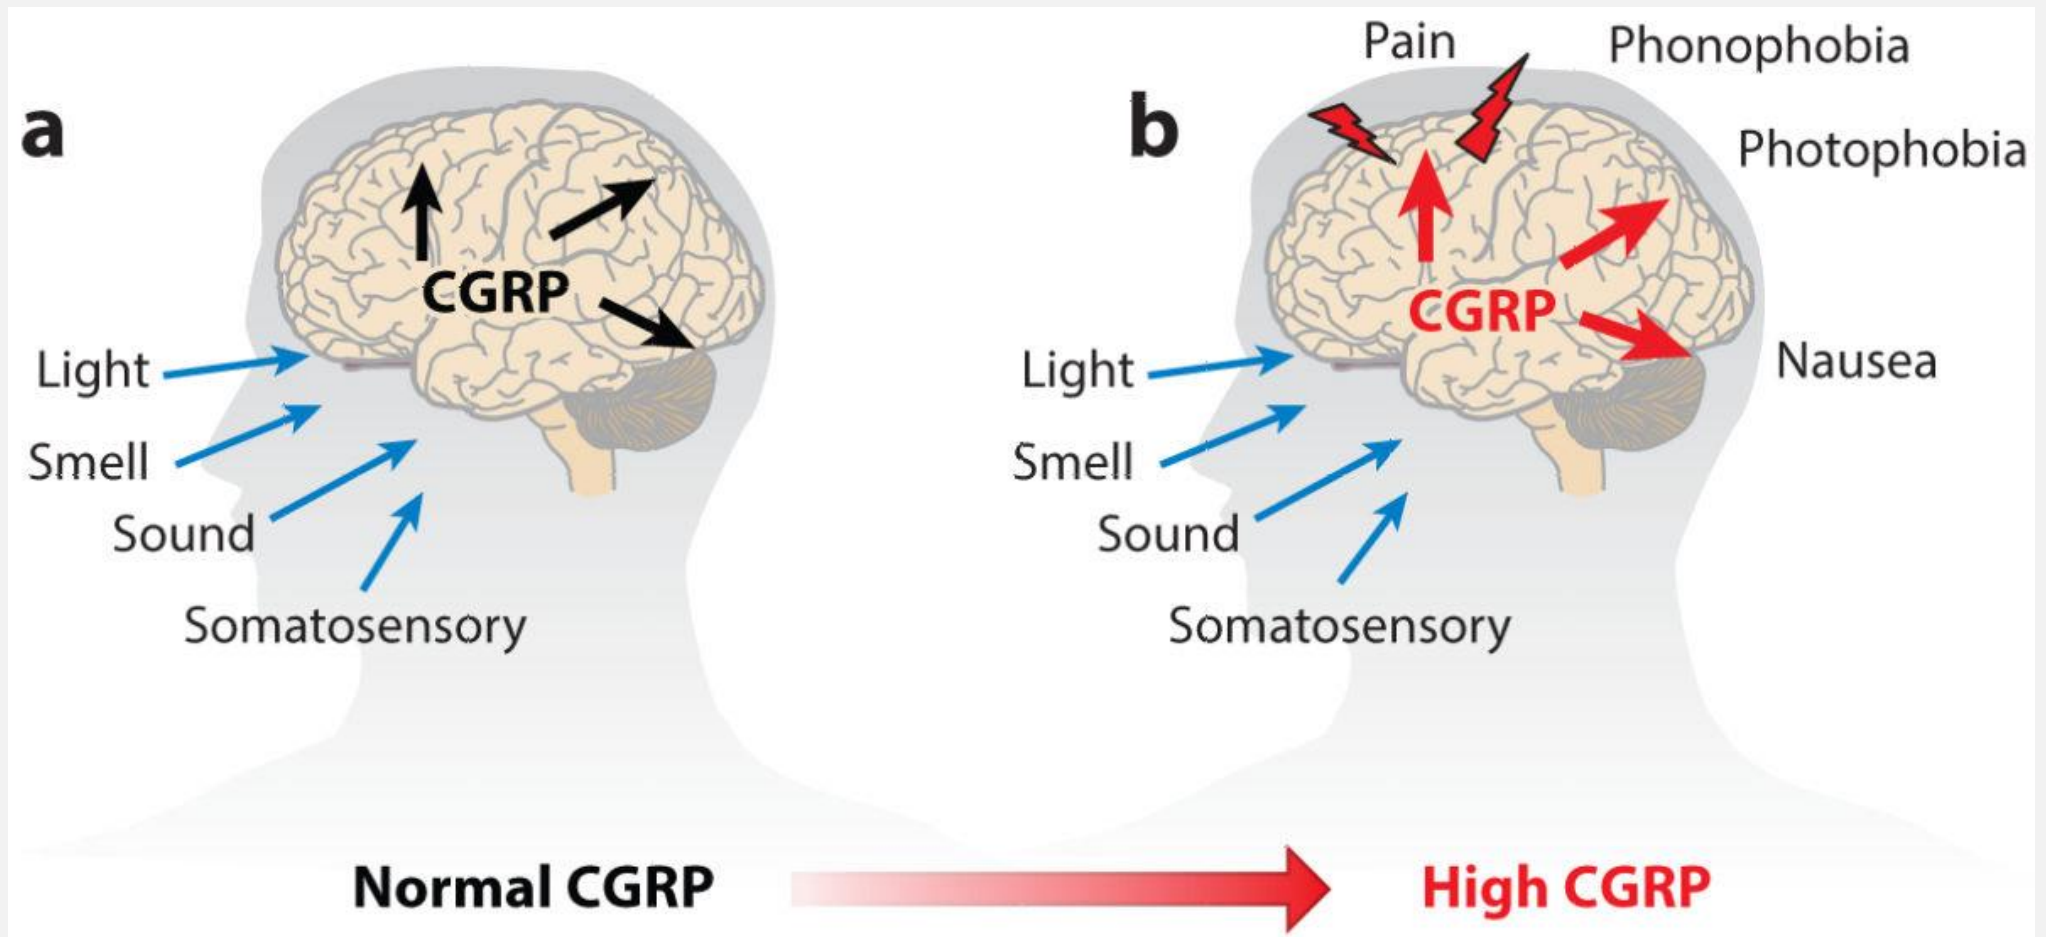 a
CGRP
Light
Smell
Sound
Somatosensory
Normal CGRP
b
Pain
Phonophobia
Photophobia
CGRP
Nausea
Light
Smell
Sound
Somatosensory
High CGRP